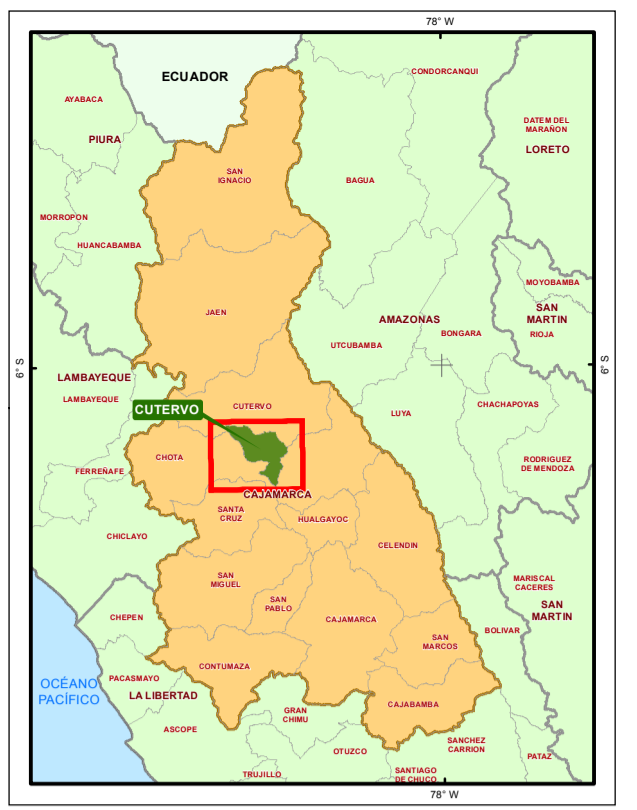 78° W
ECUADOR
CONDORCANQUI
AYABACA
DATEM DEL
MARAÑON
PIURA
LORETO
SAN
IGNACIO
BAGUA
MORROPON
HUANCABAMBA
MOYOBAMBA
SAN
MARTIN
JAEN
AMAZONAS
BONGARA
RIOJA
UTCUBAMBA
6° S
6° S
LAMBAYEQUE
LAMBAYEQUE
CUTERVO
CUTERVO
LUYA
CHACHAPOYAS
CHOTA
RODRIGUEZ
DE MENDOZA
FERREÑAFE
CAJAMARCA
SANTA
CRUZ
HUALGAYOC
CHICLAYO
CELENDIN
SAN
MIGUEL
MARISCAL
CACERES
SAN
MARTIN
SAN
PABLO
CHEPEN
CAJAMARCA
BOLIVAR
SAN
MARCOS
CONTUMAZA
OCÉANO
PACÍFICO
PACASMAYO
LA LIBERTAD
CAJABAMBA
GRAN
CHIMU
ASCOPE
SANCHEZ
CARRION
OTUZCO
PATAZ
TRUJILLO
SANTIAGO
DE CHUCO
78° W